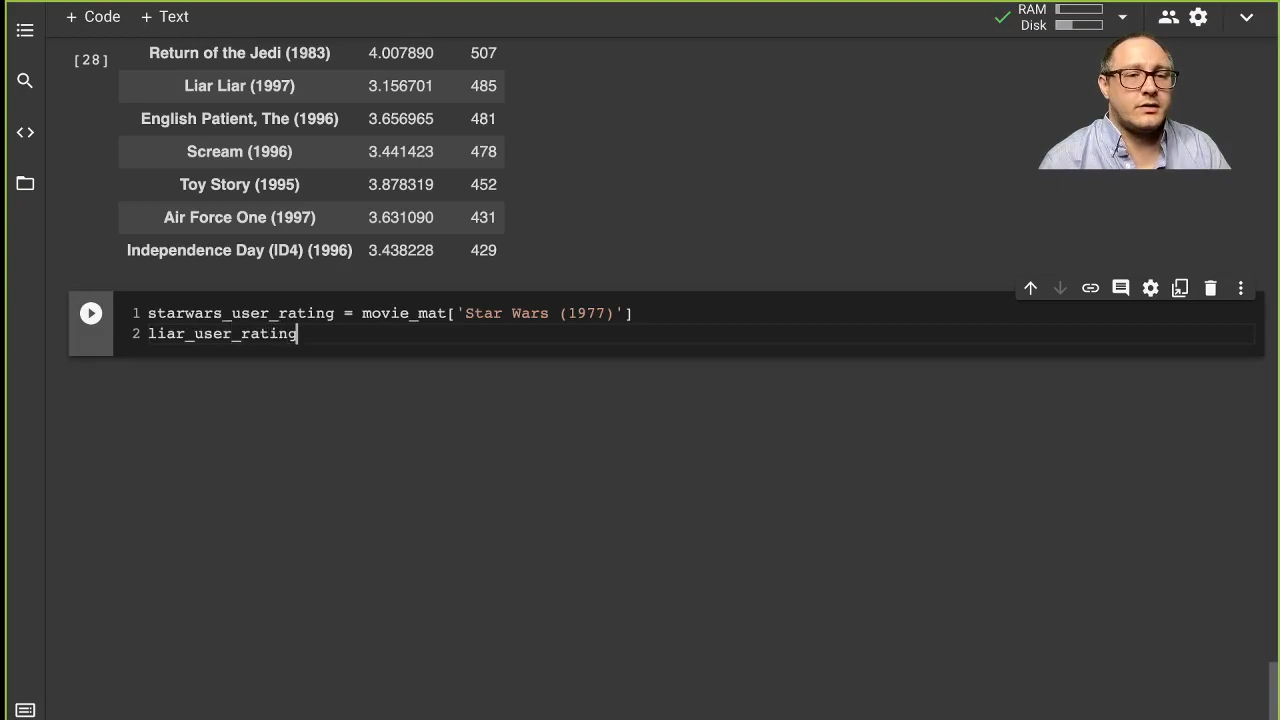 + Code + Text
RAM
Disk
[28]
Return of the Jedi (1983) 4.007890 507
Liar Liar (1997) 3.156701 485
English Patient, The (1996) 3.656965 481
Scream (1996) 3.441423 478
Toy Story (1995) 3.878319 452
Air Force One (1997) 3.631090 431
Independence Day (ID4) (1996) 3.438228 429
1 starwars_user_rating = movie_mat['Star Wars (1977)']
2 liar_user_rating